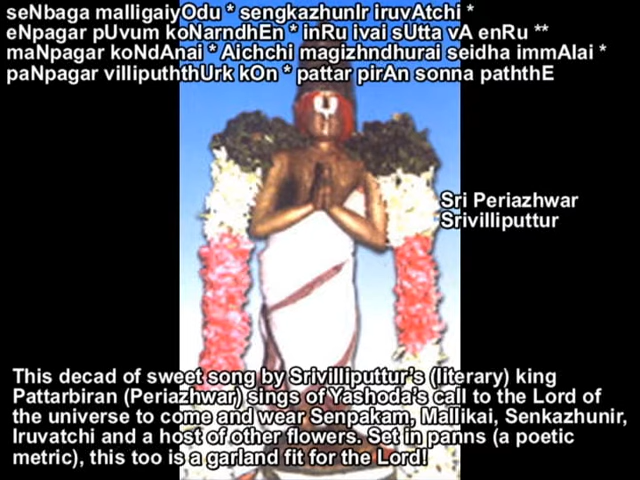 seNbaga malligaiyOdu * sengkazhunIr iruvAtchi *
eNpagar pUvum koNarndhEn * inRu ivai sUtta vA enRu **
maNpagar koNdAnai * Aichchi magizhndhurai seidha immAlai *
paNpagar villipuththUrk kOn * pattar pirAn sonna paththE
Sri Periazhwar
Srivilliputtur
This decad of sweet song by Srivilliputtur's (literary) king
Pattarbiran (Periazhwar) sings of Yashoda's call to the Lord of
the universe to come and wear Senpakam, Mallikai, Senkazhunir,
Iruvatchi and a host of other flowers. Set in panns (a poetic
metric), this too is a garland fit for the Lord!